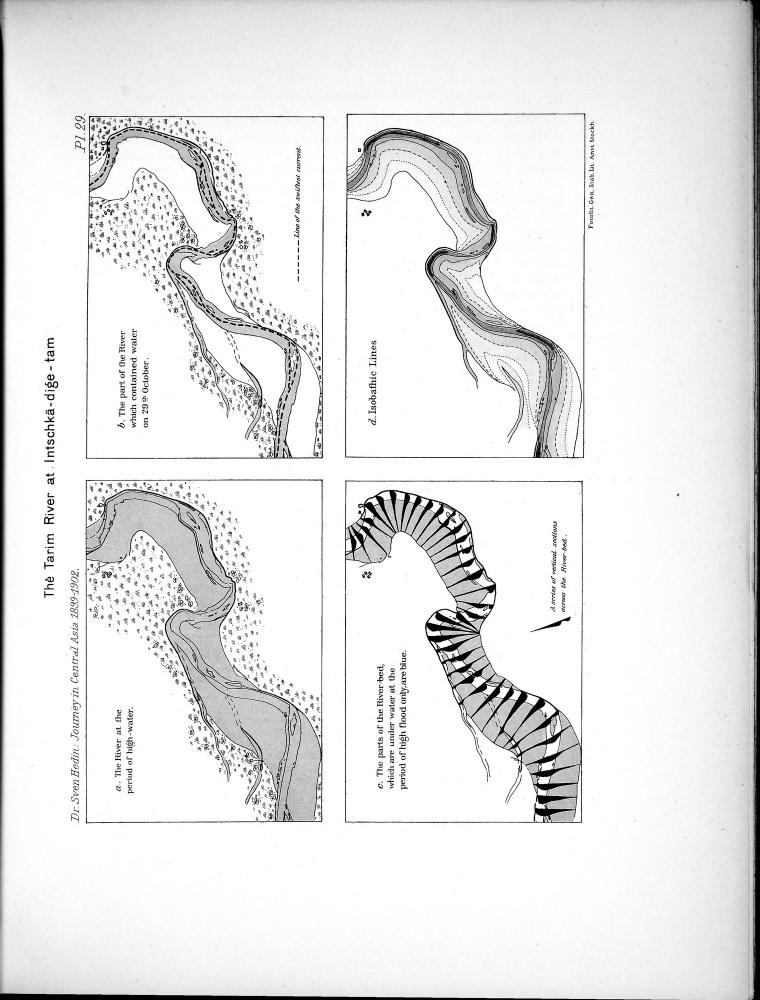 The Tarim River at Intschkä-diğe-tam
Dr. Sven Hedin: Journey in Central Asia 1899-1902.
Pl. 29.
a. The River at the
period of high-water.
b. The part of the River
which contained water
on 29th October.
Line of the swiftest current.
c. The parts of the River-bed,
which are under water at the
period of high flood only, are blue.
A series of vertical sections
across the River-bed.
d. Isobathic Lines
Fotolit. Gen. Stab. Lit. Anst. Stockh.